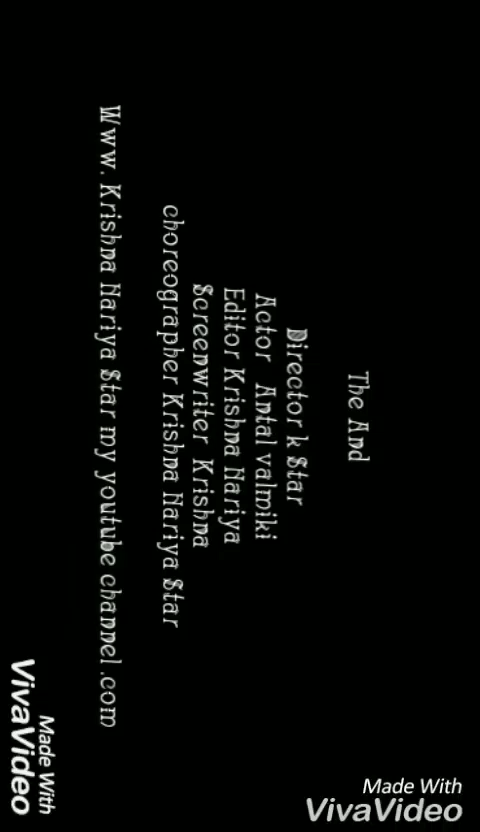 The And
Director k Star
Actor Antal valmiki
Editor Krishna Nariya
Screenwriter Krishna
choreographer Krishna Nariya Star
Www. Krishna Nariya Star my youtube channel .com
Made With
VivaVideo
Made With
VivaVideo